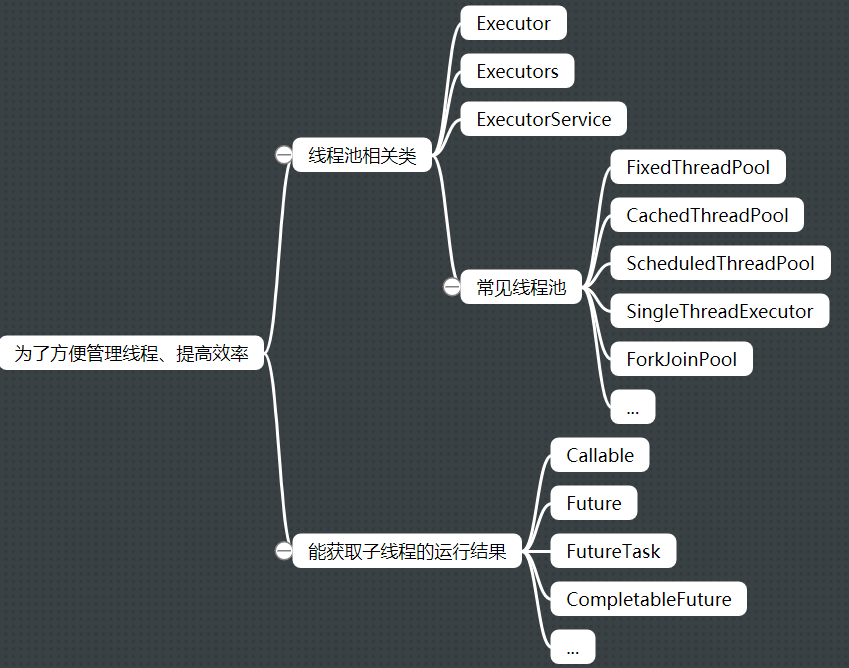 为了方便管理线程、提高效率
线程池相关类
Executor
Executors
ExecutorService
常见线程池
FixedThreadPool
CachedThreadPool
ScheduledThreadPool
SingleThreadExecutor
ForkJoinPool
...
能获取子线程的运行结果
Callable
Future
FutureTask
CompletableFuture
...